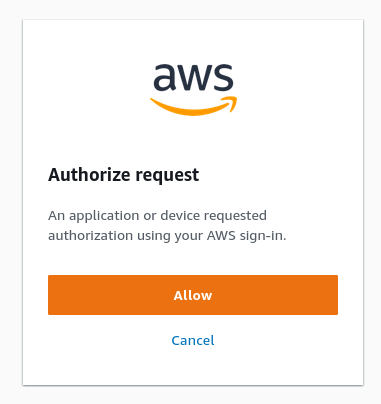 aws
Authorize request
An application or device requested
authorization using your AWS sign-in.
Allow
Cancel